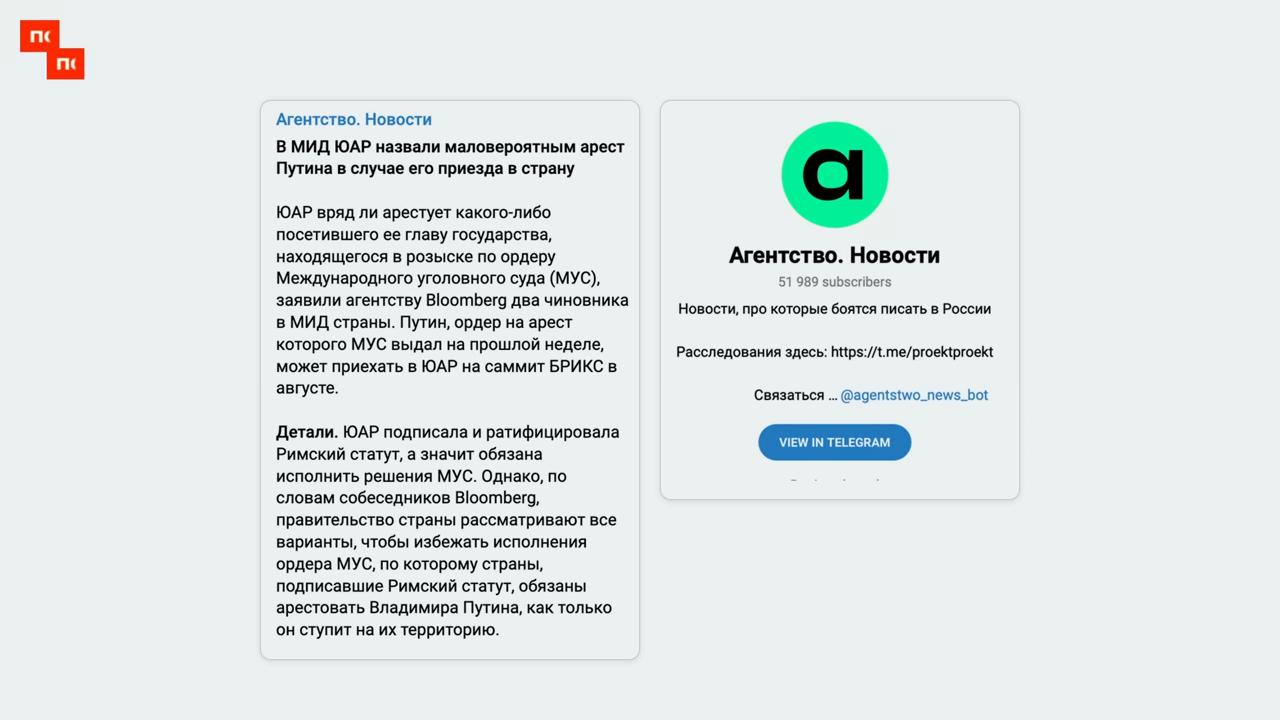 ПО
ПО
Агентство. Новости
В МИД ЮАР назвали маловероятным арест
Путина в случае его приезда в страну
ЮАР вряд ли арестует какого-либо
посетившего ее главу государства,
находящегося в розыске по ордеру
Международного уголовного суда (МУС),
заявили агентству Bloomberg два чиновника
в МИД страны. Путин, ордер на арест
которого МУС выдал на прошлой неделе,
может приехать в ЮАР на саммит БРИКС в
августе.
Детали. ЮАР подписала и ратифицировала
Римский статут, а значит обязана
исполнить решения МУС. Однако, по
словам собеседников Bloomberg,
правительство страны рассматривают все
варианты, чтобы избежать исполнения
ордера МУС, по которому страны,
подписавшие Римский статут, обязаны
арестовать Владимира Путина, как только
он ступит на их территорию.
a
Агентство. Новости
51 989 subscribers
Новости, про которые боятся писать в России
Расследования здесь: https://t.me/proektproekt
Связаться ... @agentstwo_news_bot
VIEW IN TELEGRAM